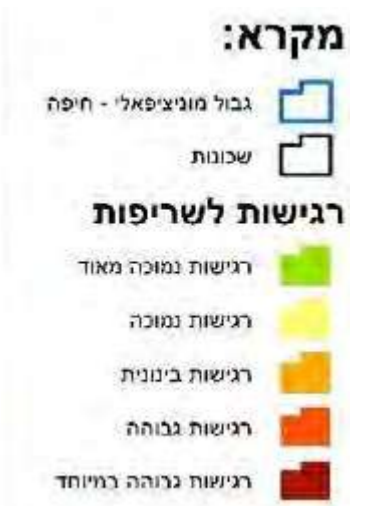 מקרא:
גבול מוניציפאלי - חיפה
שכונות
רגישות לשריפות
רגישות נמוכה מאוד
רגישות נמוכה
רגישות בינונית
רגישות גבוהה
רגישות גבוהה במיוחד